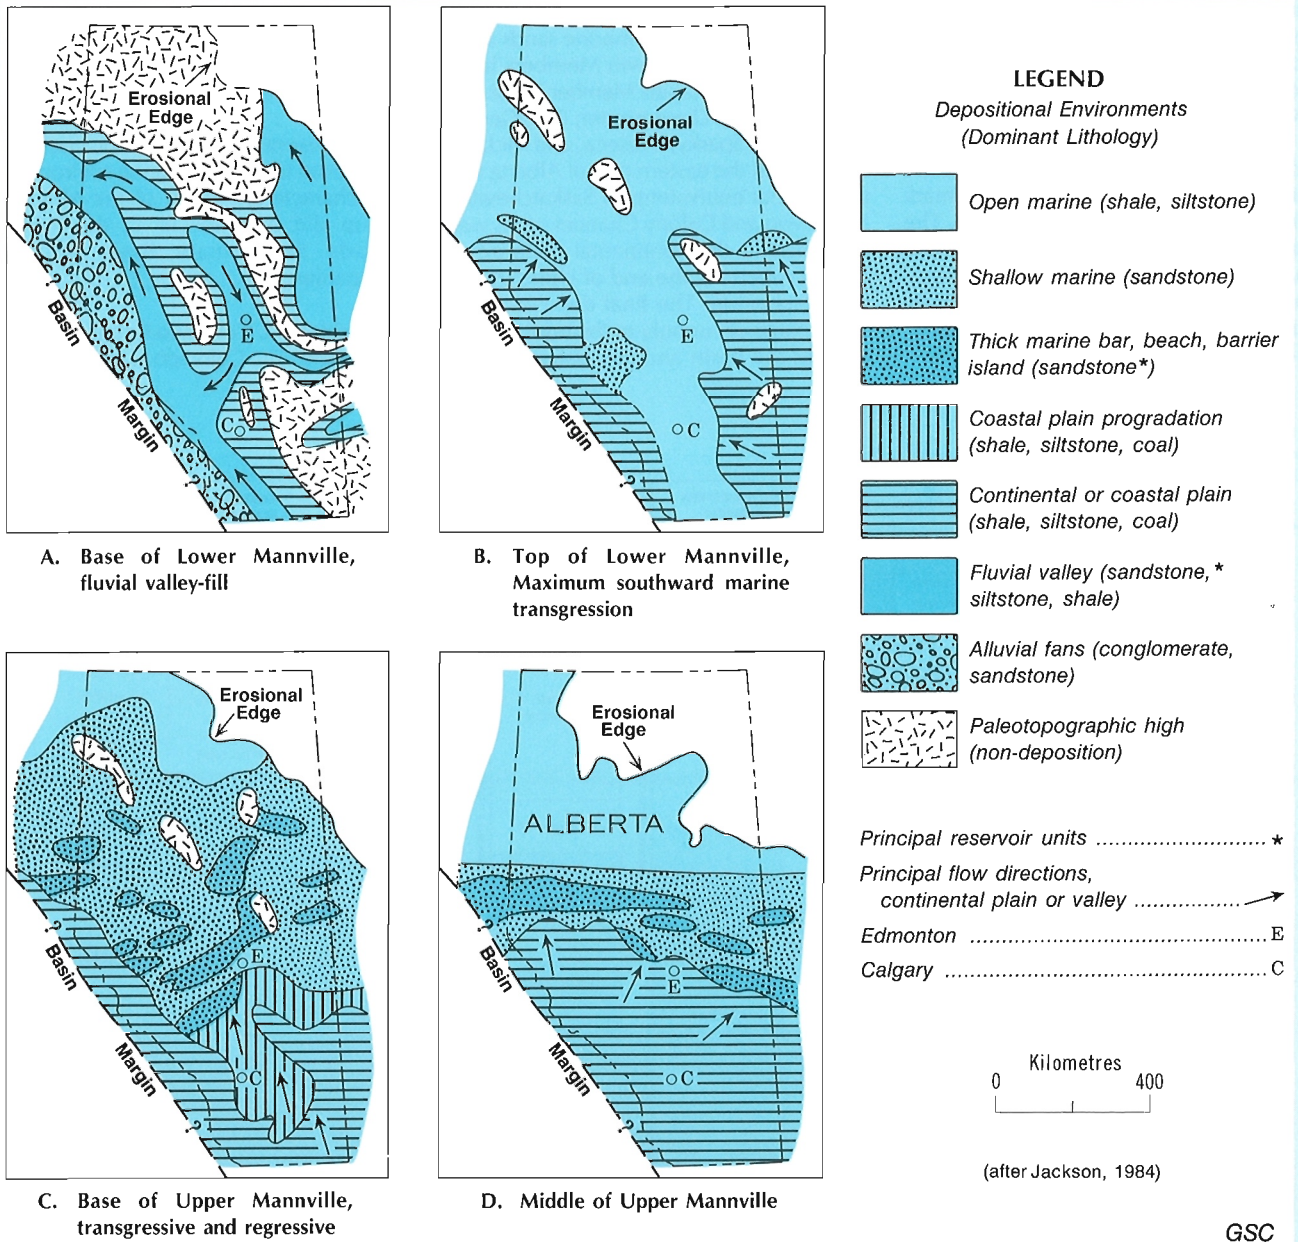 Erosional
Edge
E
C
?
Basin
Margin
?
A. Base of Lower Mannville,
fluvial valley-fill
Erosional
Edge
E
C
?
Basin
Margin
?
B. Top of Lower Mannville,
Maximum southward marine
transgression
Erosional
Edge
E
C
?
Basin
Margin
?
C. Base of Upper Mannville,
transgressive and regressive
Erosional
Edge
ALBERTA
E
C
?
Basin
Margin
?
D. Middle of Upper Mannville
LEGEND
Depositional Environments
(Dominant Lithology)
Open marine (shale, siltstone)
Shallow marine (sandstone)
Thick marine bar, beach, barrier
island (sandstone*)
Coastal plain progradation
(shale, siltstone, coal)
Continental or coastal plain
(shale, siltstone, coal)
Fluvial valley (sandstone,*
siltstone, shale)
Alluvial fans (conglomerate,
sandstone)
Paleotopographic high
(non-deposition)
Principal reservoir units ........................... *
Principal flow directions,
continental plain or valley ................
Edmonton ................................................ E
Calgary .................................................... C
Kilometres
0 400
(after Jackson, 1984)
GSC